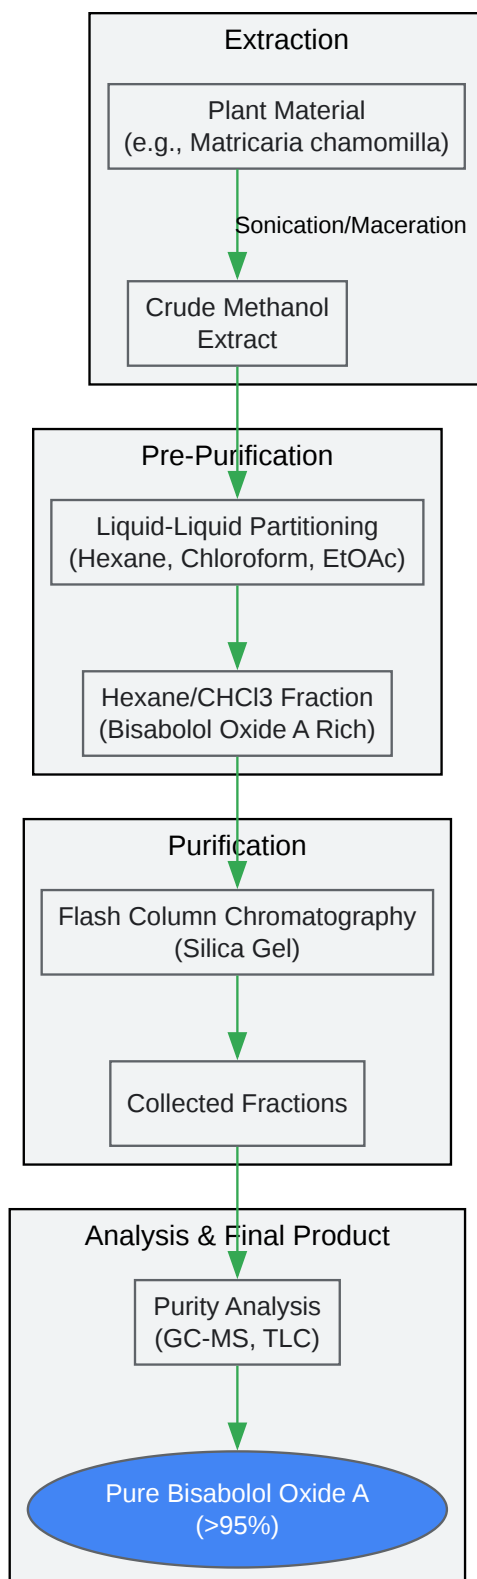 Extraction
Plant Material
(e.g., Matricaria chamomilla)
Sonication/Maceration
Crude Methanol
Extract
Pre-Purification
Liquid-Liquid Partitioning
(Hexane, Chloroform, EtOAc)
Hexane/CHCl3 Fraction
(Bisabolol Oxide A Rich)
Purification
Flash Column Chromatography
(Silica Gel)
Collected Fractions
Analysis & Final Product
Purity Analysis
(GC-MS, TLC)
Pure Bisabolol Oxide A
(>95%)